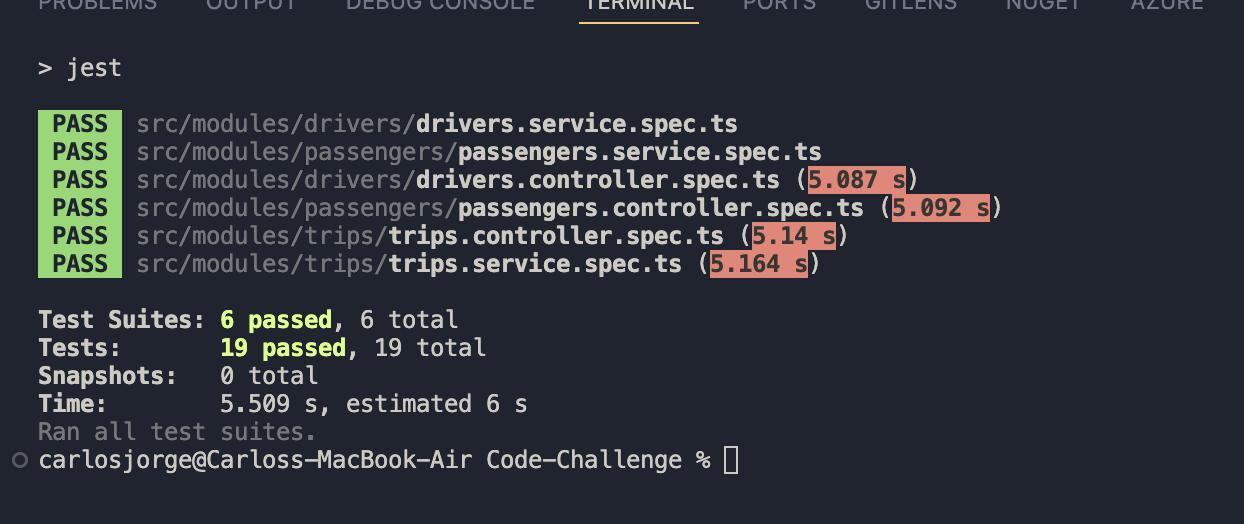 PROBLEMS OUTPUT DEBUG CONSOLE TERMINAL PORTS GITLENS NUGET AZURE
> jest
PASS src/modules/drivers/drivers.service.spec.ts
PASS src/modules/passengers/passengers.service.spec.ts
PASS src/modules/drivers/drivers.controller.spec.ts (5.087 s)
PASS src/modules/passengers/passengers.controller.spec.ts (5.092 s)
PASS src/modules/trips/trips.controller.spec.ts (5.14 s)
PASS src/modules/trips/trips.service.spec.ts (5.164 s)
Test Suites: 6 passed, 6 total
Tests: 19 passed, 19 total
Snapshots: 0 total
Time: 5.509 s, estimated 6 s
Ran all test suites.
carlosjorge@Carloss-MacBook-Air Code-Challenge %